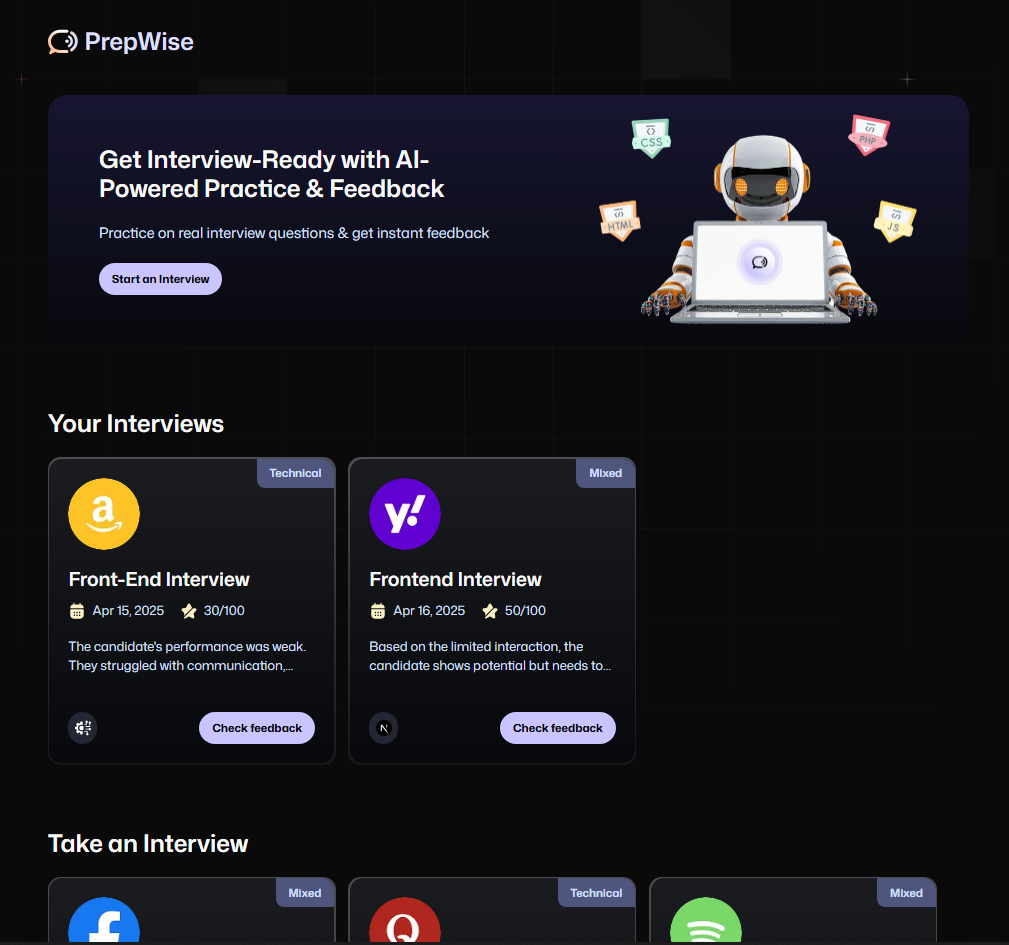 PrepWise
Get Interview-Ready with AI-
Powered Practice & Feedback
Practice on real interview questions & get instant feedback
Start an Interview
CSS
PHP
HTML
JS
Your Interviews
Technical
a
Front-End Interview
Apr 15, 2025 30/100
The candidate's performance was weak.
They struggled with communication,...
Check feedback
Mixed
y!
Frontend Interview
Apr 16, 2025 50/100
Based on the limited interaction, the
candidate shows potential but needs to...
N
Check feedback
Take an Interview
Mixed
f
Technical
Q
Mixed